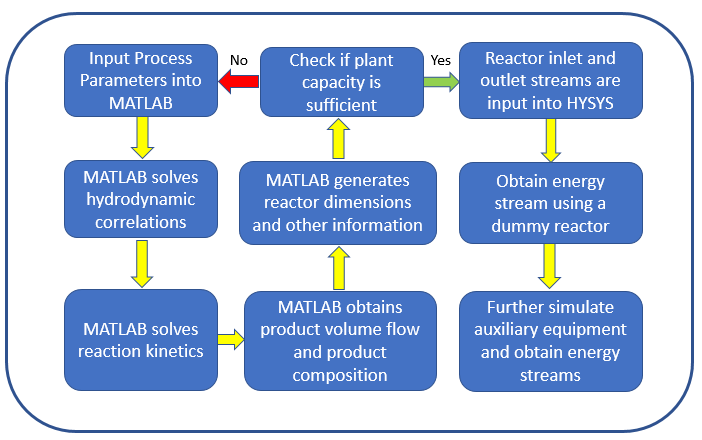 Input Process
Parameters into
MATLAB
No
Check if plant
capacity is
sufficient
Yes
Reactor inlet and
outlet streams are
input into HYSYS
MATLAB solves
hydrodynamic
correlations
MATLAB generates
reactor dimensions
and other information
Obtain energy
stream using a
dummy reactor
MATLAB solves
reaction kinetics
MATLAB obtains
product volume flow
and product
composition
Further simulate
auxiliary equipment
and obtain energy
streams